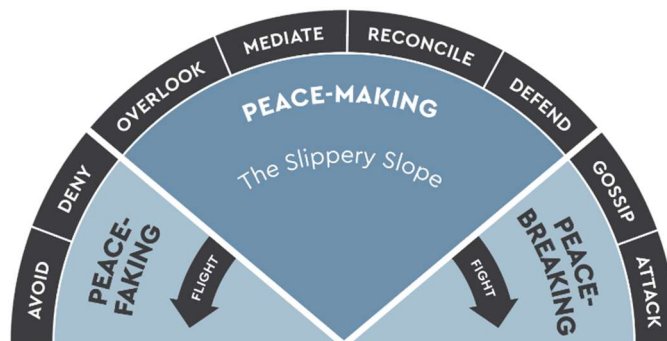 AVOID
DENY
OVERLOOK
MEDIATE
RECONCILE
DEFEND
GOSSIP
ATTACK
PEACE-MAKING
The Slippery Slope
PEACE-
FAKING
FLIGHT
FIGHT
PEACE-
BREAKING